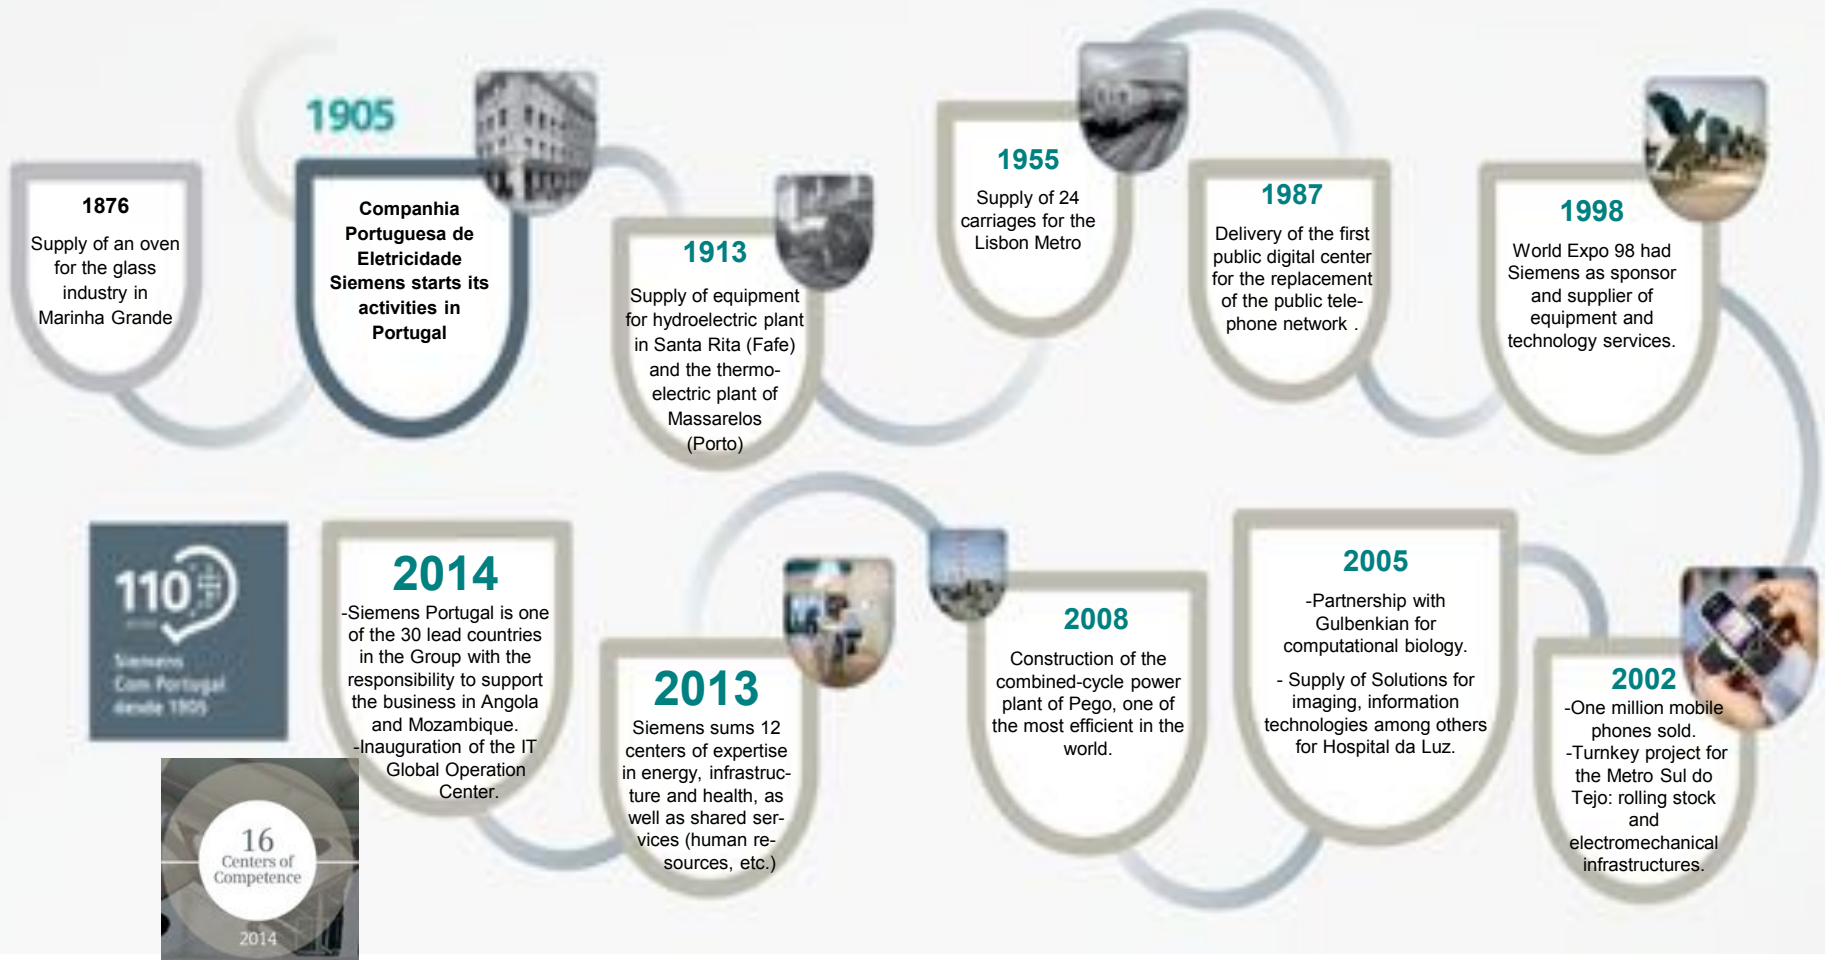 1876
Supply of an oven
for the glass
industry in
Marinha Grande
1905
Companhia
Portuguesa de
Eletricidade
Siemens starts its
activities in
Portugal
1913
Supply of equipment
for hydroelectric plant
in Santa Rita (Fafe)
and the thermo-
electric plant of
Massarelos
(Porto)
1955
Supply of 24
carriages for the
Lisbon Metro
1987
Delivery of the first
public digital center
for the replacement
of the public tele-
phone network .
1998
World Expo 98 had
Siemens as sponsor
and supplier of
equipment and
technology services.
2002
-One million mobile
phones sold.
-Turnkey project for
the Metro Sul do
Tejo: rolling stock
and
electromechanical
infrastructures.
2005
-Partnership with
Gulbenkian for
computational biology.
- Supply of Solutions for
imaging, information
technologies among others
for Hospital da Luz.
2008
Construction of the
combined-cycle power
plant of Pego, one of
the most efficient in the
world.
2013
Siemens sums 12
centers of expertise
in energy, infrastruc-
ture and health, as
well as shared ser-
vices (human re-
sources, etc.)
2014
-Siemens Portugal is one
of the 30 lead countries
in the Group with the
responsibility to support
the business in Angola
and Mozambique.
-Inauguration of the IT
Global Operation
Center.
110
Siemens
Com Portugal
desde 1905
16
Centers of
Competence
2014